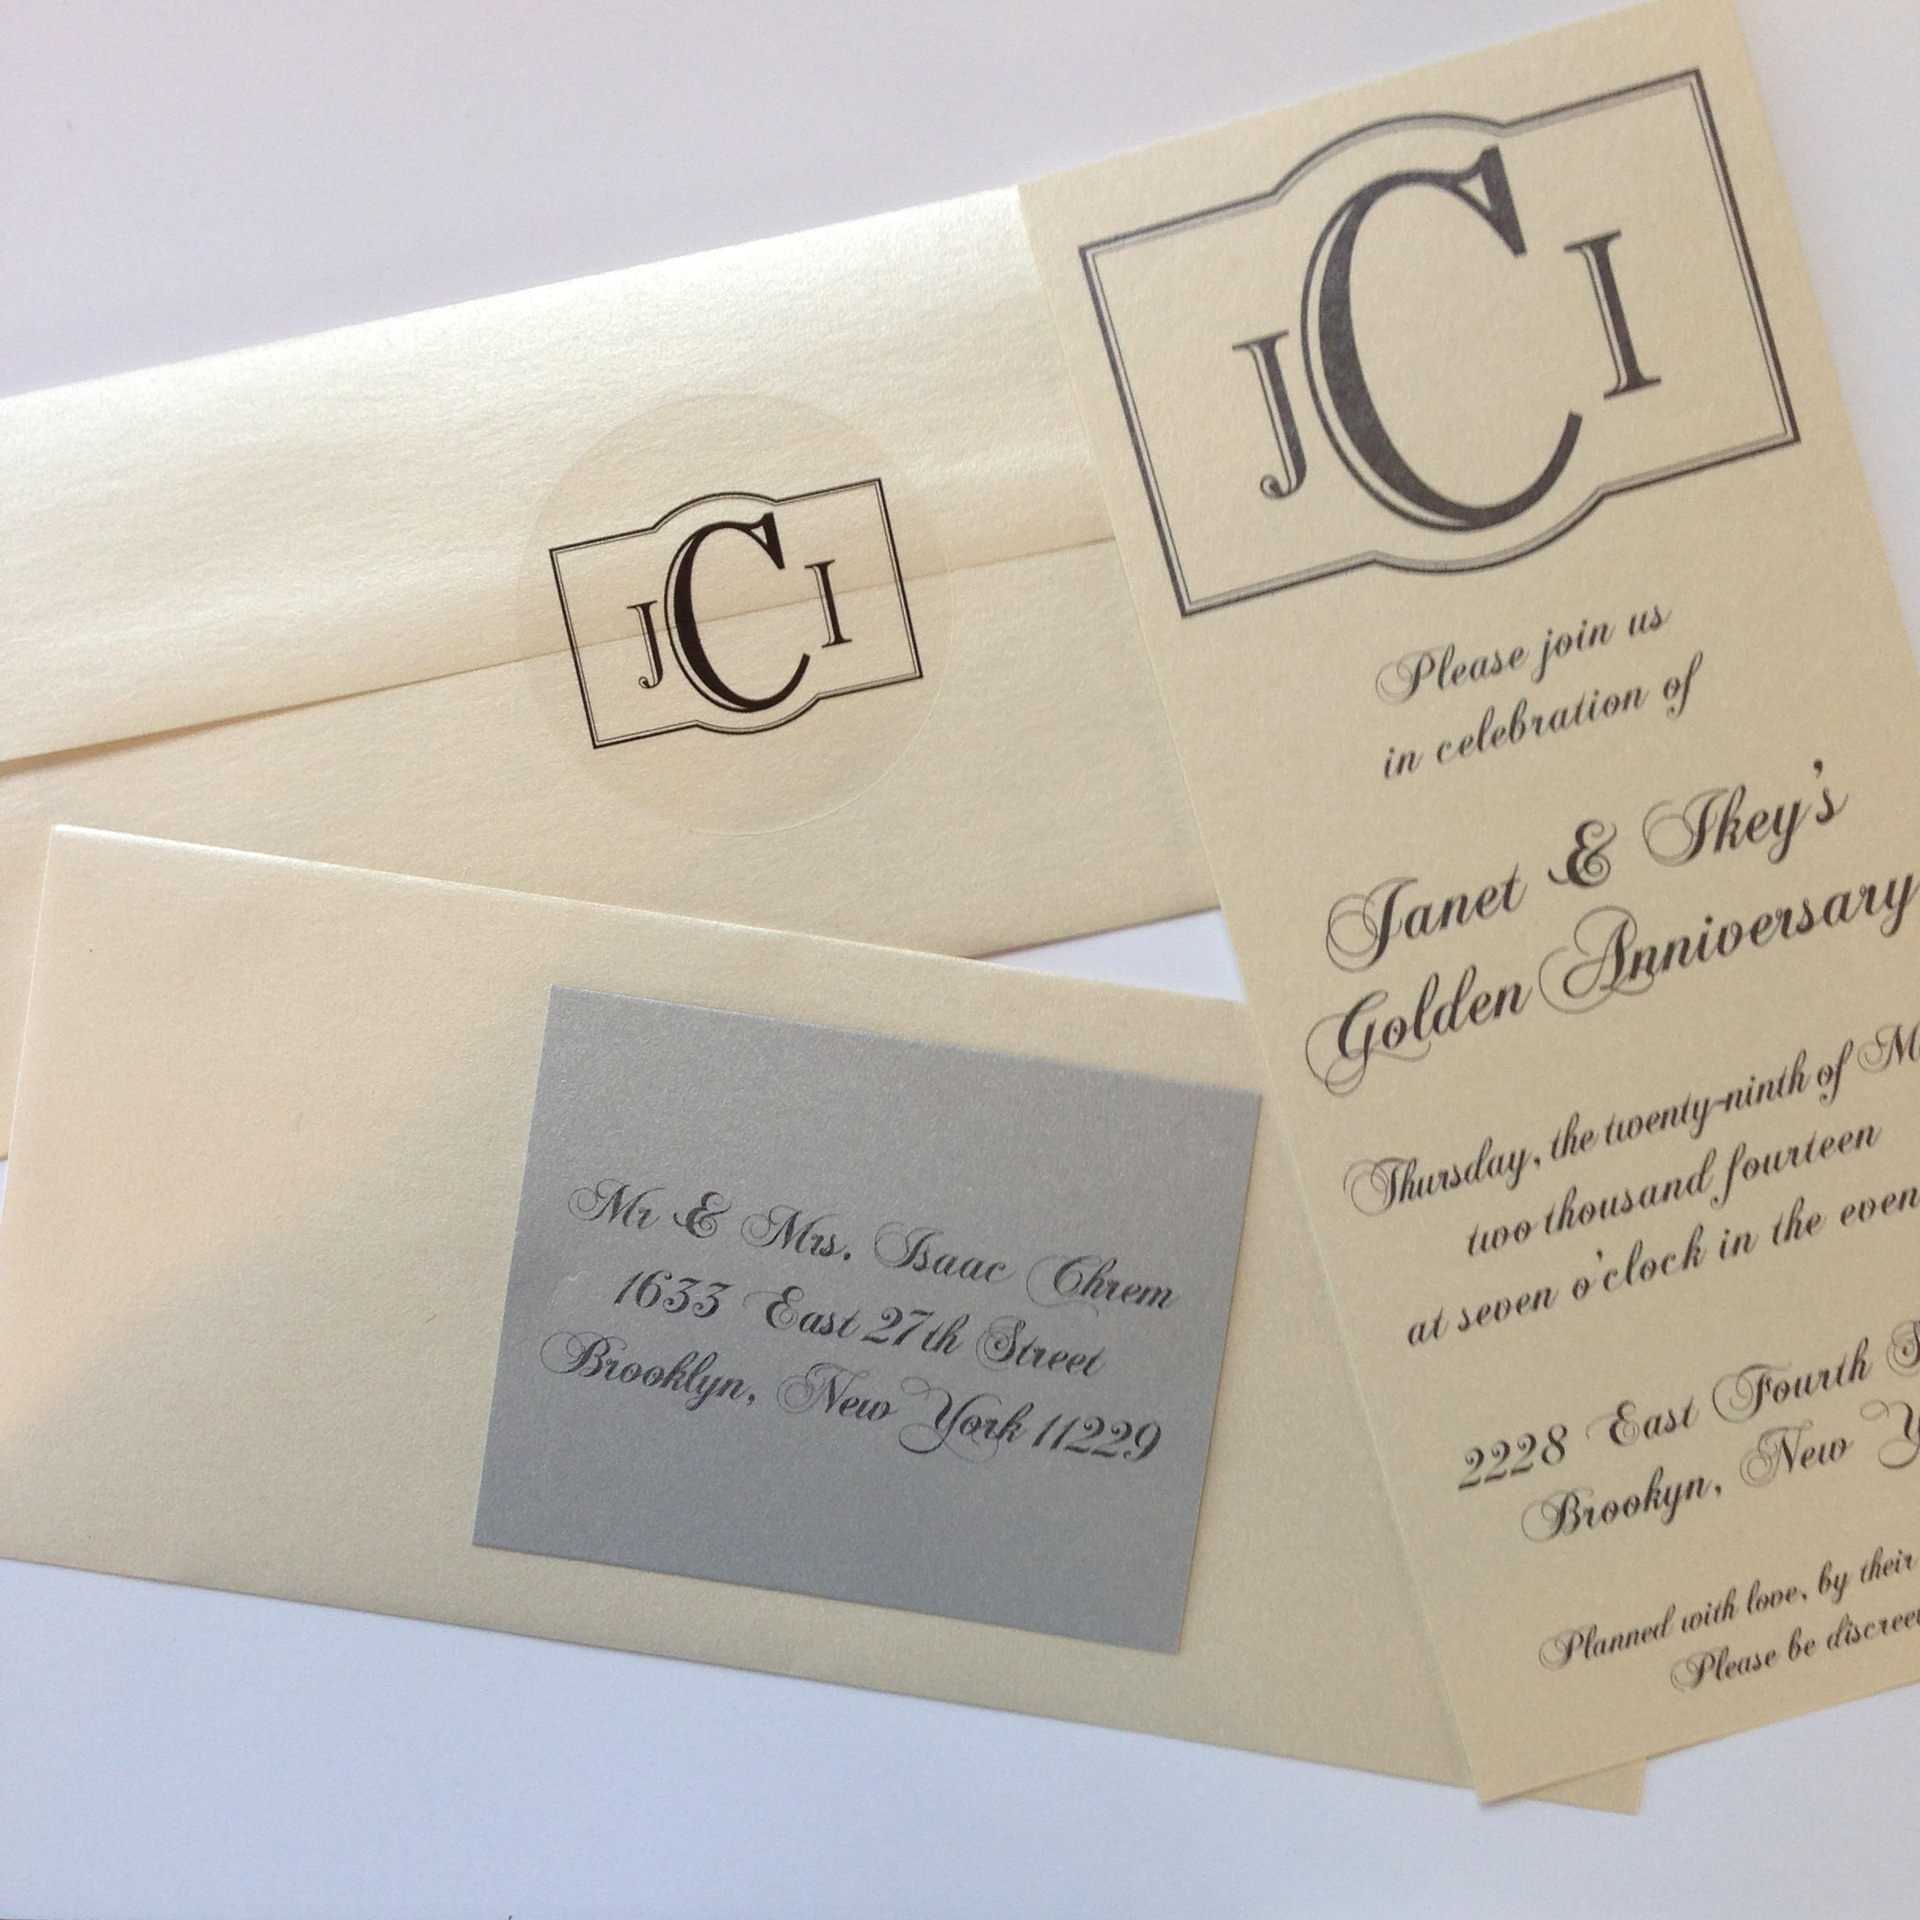 J C I
Please join us
in celebration of
Janet & Ikey's
Golden Anniversary
Thursday, the twenty-ninth of
two thousand fourteen
at seven o'clock in the even
2228 East Fourth
Brookyn, New
Planned with love, by their
Please be discreet
J C I
Mr & Mrs. Isaac Chrem
1633 East 27th Street
Brooklyn, New York 11229